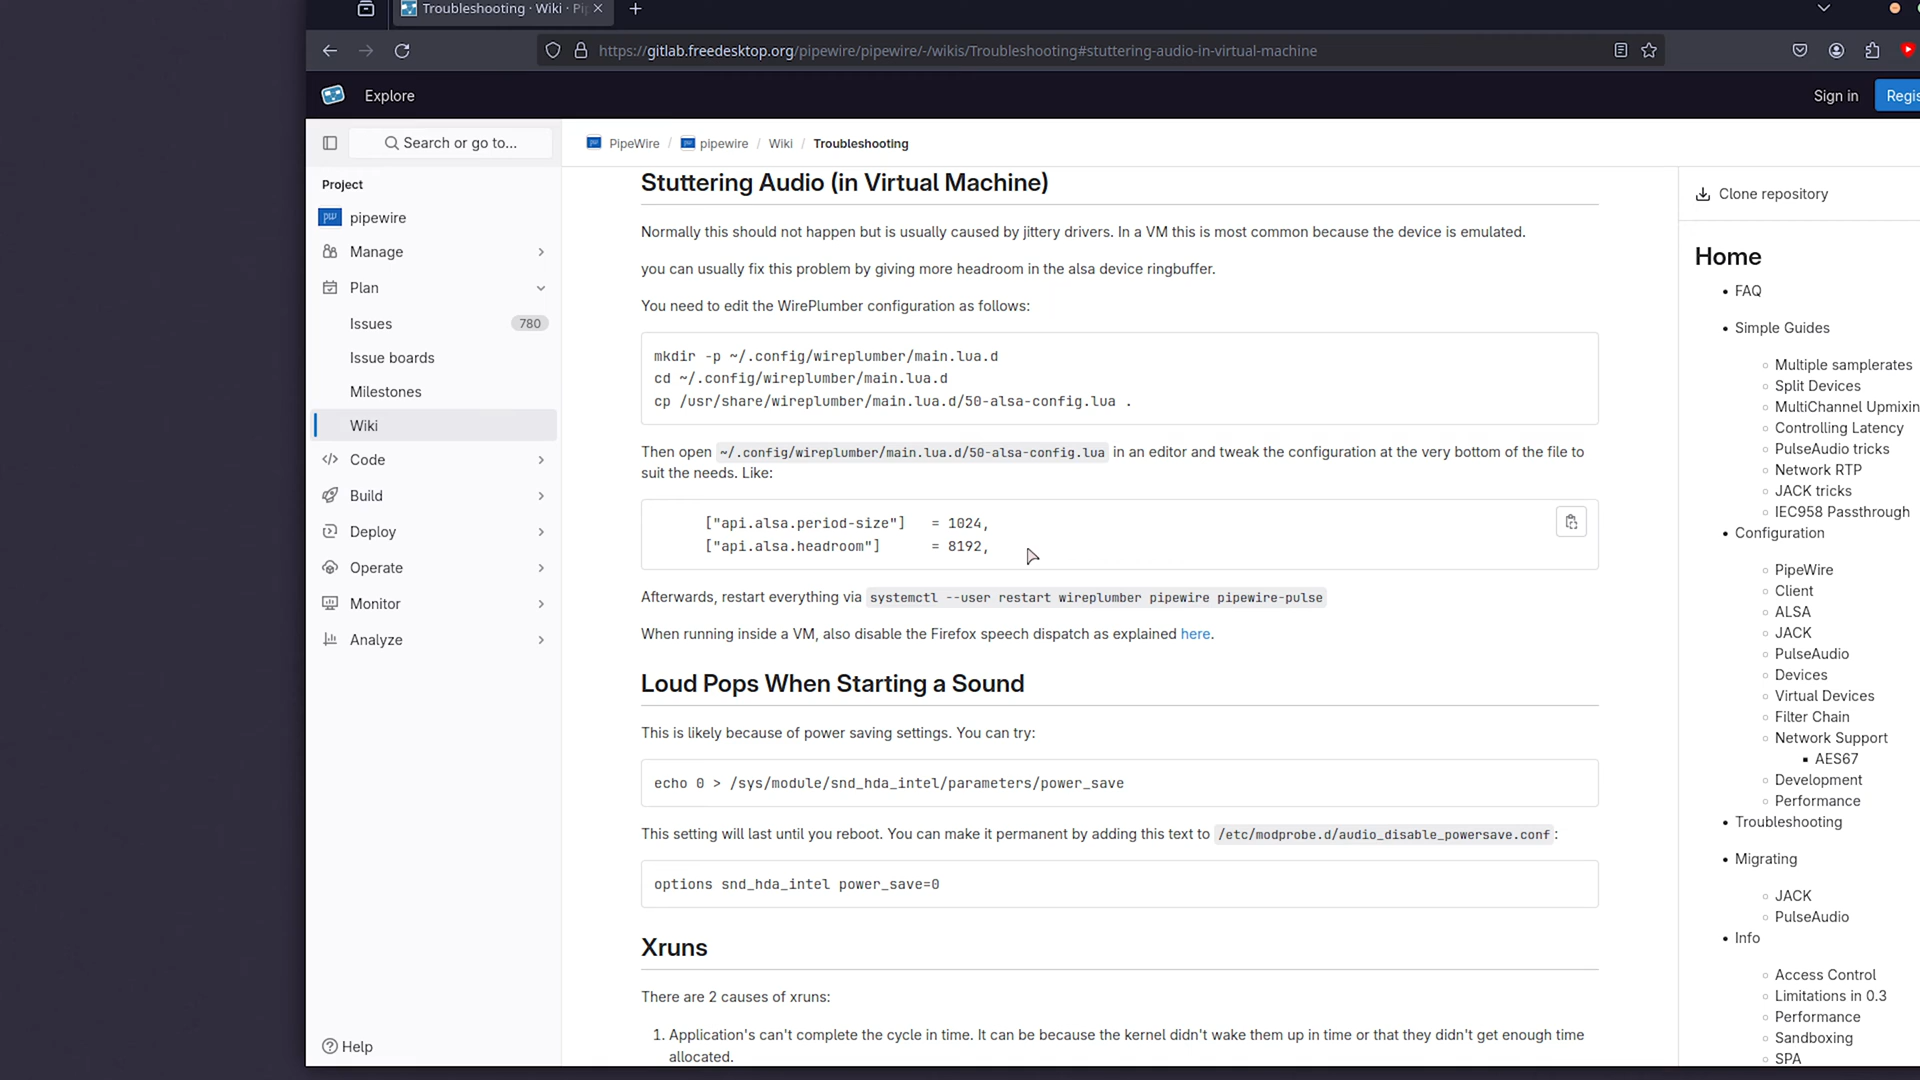 Troubleshooting · Wiki · Pi
https://gitlab.freedesktop.org/pipewire/pipewire/-/wikis/Troubleshooting#stuttering-audio-in-virtual-machine
Explore
Sign in
Regis
Search or go to...
PipeWire / pipewire / Wiki / Troubleshooting
Project
pw pipewire
Manage
Plan
Issues 780
Issue boards
Milestones
Wiki
Code
Build
Deploy
Operate
Monitor
Analyze
Help
Stuttering Audio (in Virtual Machine)
Normally this should not happen but is usually caused by jittery drivers. In a VM this is most common because the device is emulated.
you can usually fix this problem by giving more headroom in the alsa device ringbuffer.
You need to edit the WirePlumber configuration as follows:
mkdir -p ~/.config/wireplumber/main.lua.d
cd ~/.config/wireplumber/main.lua.d
cp /usr/share/wireplumber/main.lua.d/50-alsa-config.lua .
Then open ~/.config/wireplumber/main.lua.d/50-alsa-config.lua in an editor and tweak the configuration at the very bottom of the file to
suit the needs. Like:
["api.alsa.period-size"] = 1024,
["api.alsa.headroom"] = 8192,
Afterwards, restart everything via systemctl --user restart wireplumber pipewire pipewire-pulse
When running inside a VM, also disable the Firefox speech dispatch as explained here.
Loud Pops When Starting a Sound
This is likely because of power saving settings. You can try:
echo 0 > /sys/module/snd_hda_intel/parameters/power_save
This setting will last until you reboot. You can make it permanent by adding this text to /etc/modprobe.d/audio_disable_powersave.conf :
options snd_hda_intel power_save=0
Xruns
There are 2 causes of xruns:
1. Application's can't complete the cycle in time. It can be because the kernel didn't wake them up in time or that they didn't get enough time
allocated.
Clone repository
Home
• FAQ
• Simple Guides
Multiple samplerates
Split Devices
MultiChannel Upmixin
Controlling Latency
PulseAudio tricks
Network RTP
JACK tricks
IEC958 Passthrough
• Configuration
PipeWire
Client
ALSA
JACK
PulseAudio
Devices
Virtual Devices
Filter Chain
Network Support
AES67
Development
Performance
• Troubleshooting
• Migrating
JACK
PulseAudio
• Info
Access Control
Limitations in 0.3
Performance
Sandboxing
SPA